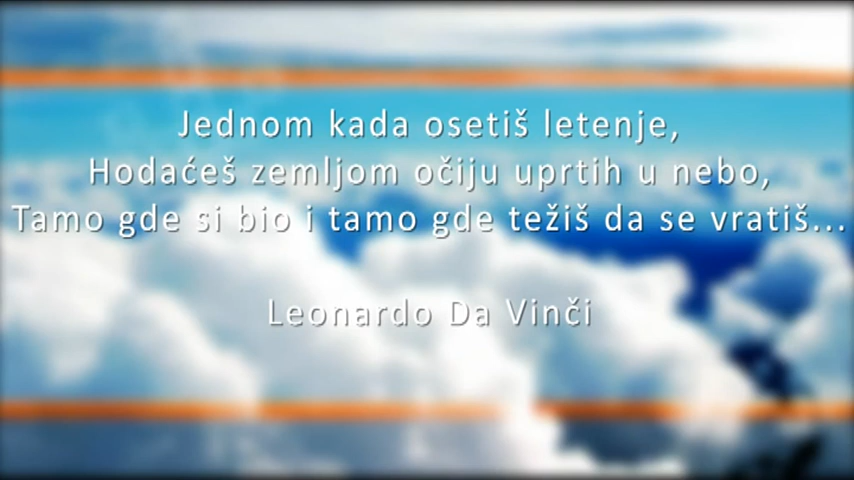 Jednom kada osetiš letenje,
Hodaćeš zemljom očiju uprtih u nebo,
Tamo gde si bio i tamo gde težiš da se vratiš...
Leonardo Da Vinči